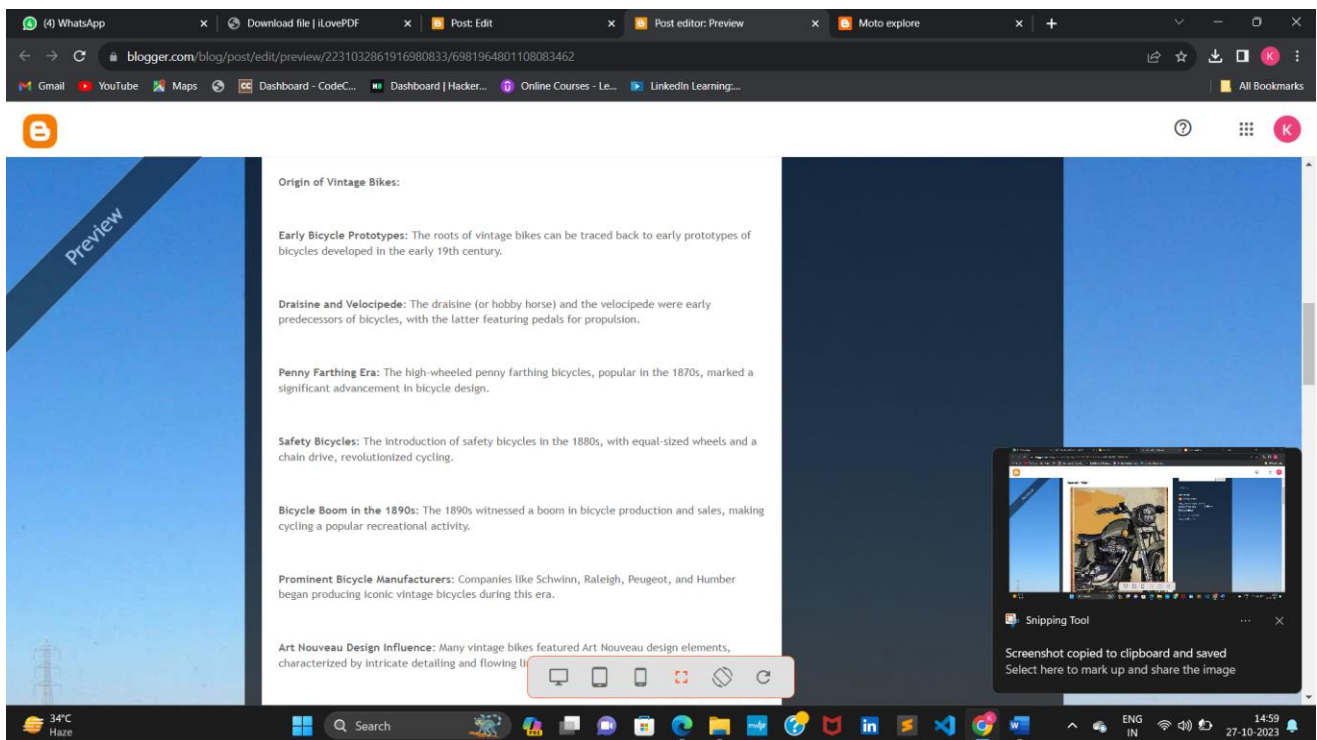 (4) WhatsApp
Download file | iLovePDF
Post: Edit
Post editor: Preview
Moto explore
blogger.com/blog/post/edit/preview/2231032861916980833/6981964801108083462
K
Gmail
YouTube
Maps
Dashboard - CodeC...
Dashboard | Hacker...
Online Courses - Le...
LinkedIn Learning:...
All Bookmarks
K
Preview
Origin of Vintage Bikes:
Early Bicycle Prototypes: The roots of vintage bikes can be traced back to early prototypes of
bicycles developed in the early 19th century.
Draisine and Velocipede: The draisine (or hobby horse) and the velocipede were early
predecessors of bicycles, with the latter featuring pedals for propulsion.
Penny Farthing Era: The high-wheeled penny farthing bicycles, popular in the 1870s, marked a
significant advancement in bicycle design.
Safety Bicycles: The introduction of safety bicycles in the 1880s, with equal-sized wheels and a
chain drive, revolutionized cycling.
Bicycle Boom in the 1890s: The 1890s witnessed a boom in bicycle production and sales, making
cycling a popular recreational activity.
Prominent Bicycle Manufacturers: Companies like Schwinn, Raleigh, Peugeot, and Humber
began producing iconic vintage bicycles during this era.
Art Nouveau Design Influence: Many vintage bikes featured Art Nouveau design elements,
characterized by intricate detailing and flowing
Snipping Tool
Screenshot copied to clipboard and saved
Select here to mark up and share the image
34°C
Haze
Search
ENG
IN
14:59
27-10-2023